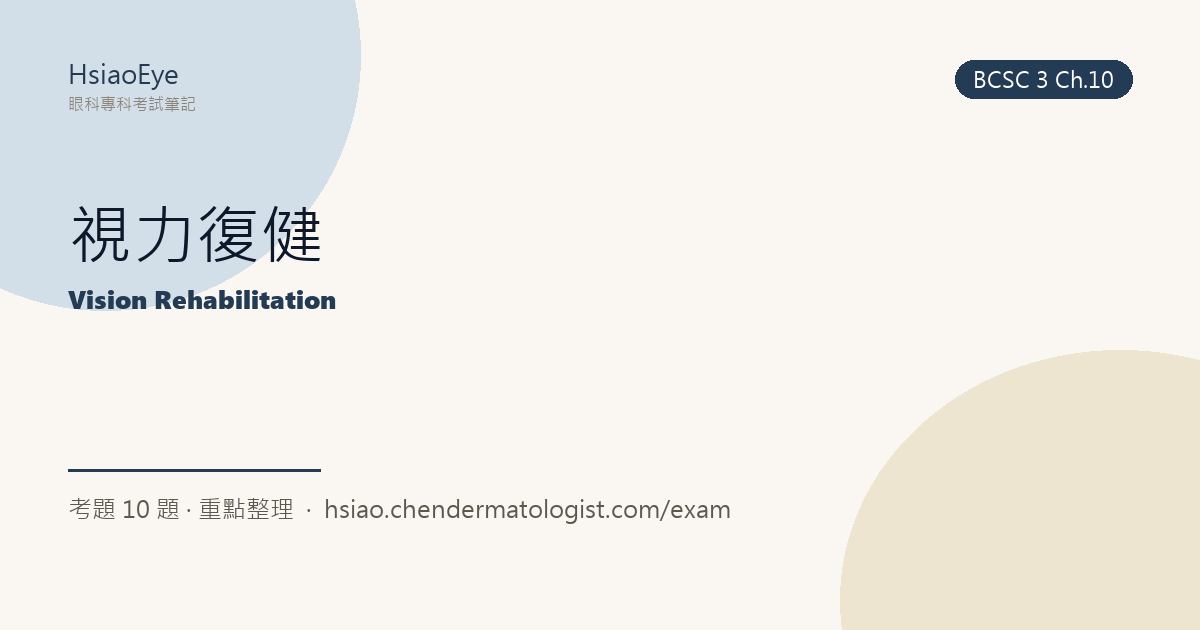 HsiaoEye
眼科專科考試筆記
BCSC 3 Ch.10
視力復健
Vision Rehabilitation
考題 10 題 · 重點整理 · hsiao.chendermatologist.com/exam